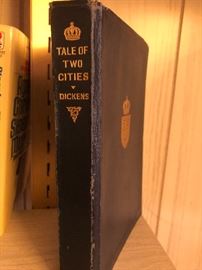 TALE OF
TWO
CITIES
DICKENS